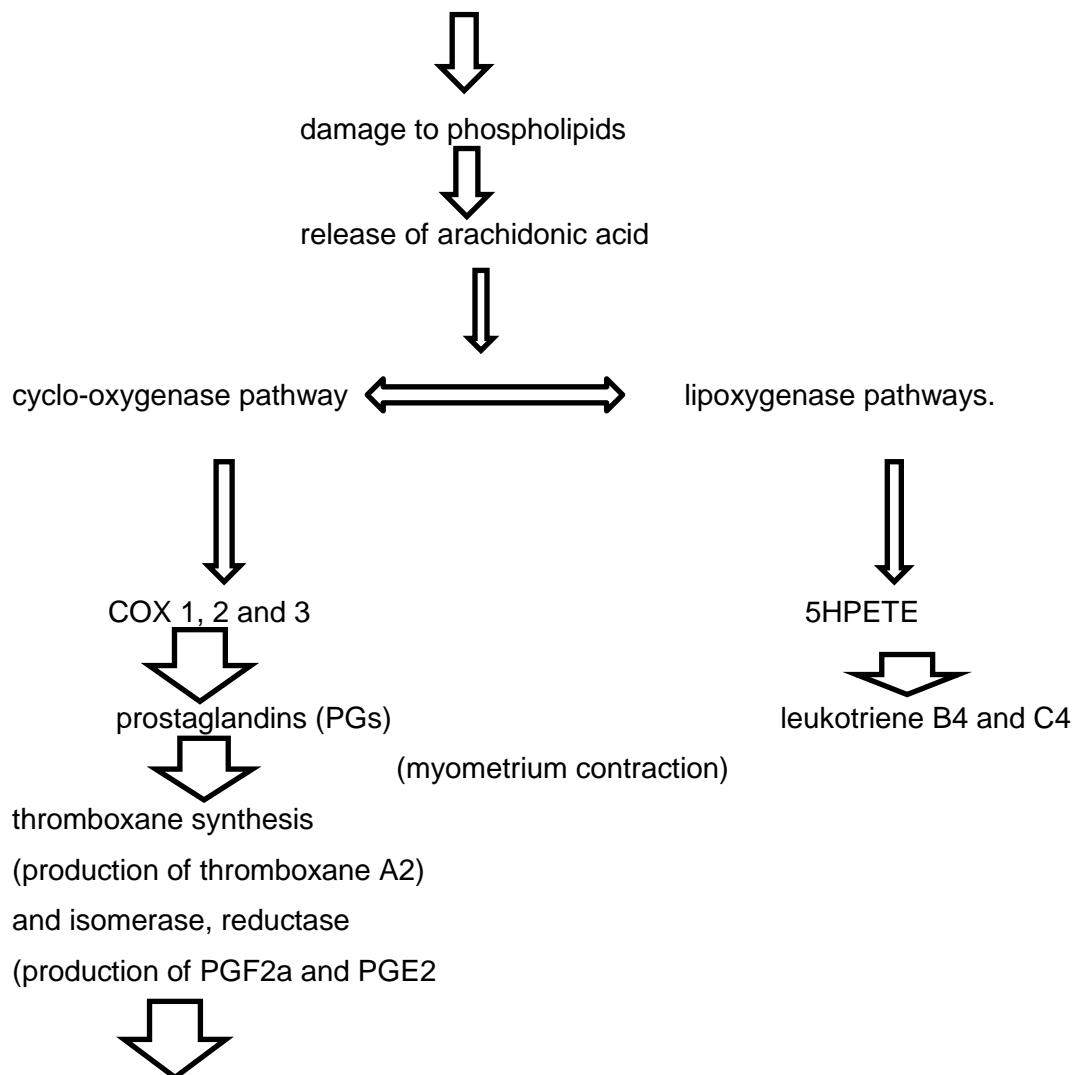 damage to phospholipids
release of arachidonic acid
cyclo-oxygenase pathway
lipoxygenase pathways.
COX 1, 2 and 3
5HPETE
prostaglandins (PGs)
leukotriene B4 and C4
(myometrium contraction)
thromboxane synthesis
(production of thromboxane A2)
and isomerase, reductase
(production of PGF2a and PGE2